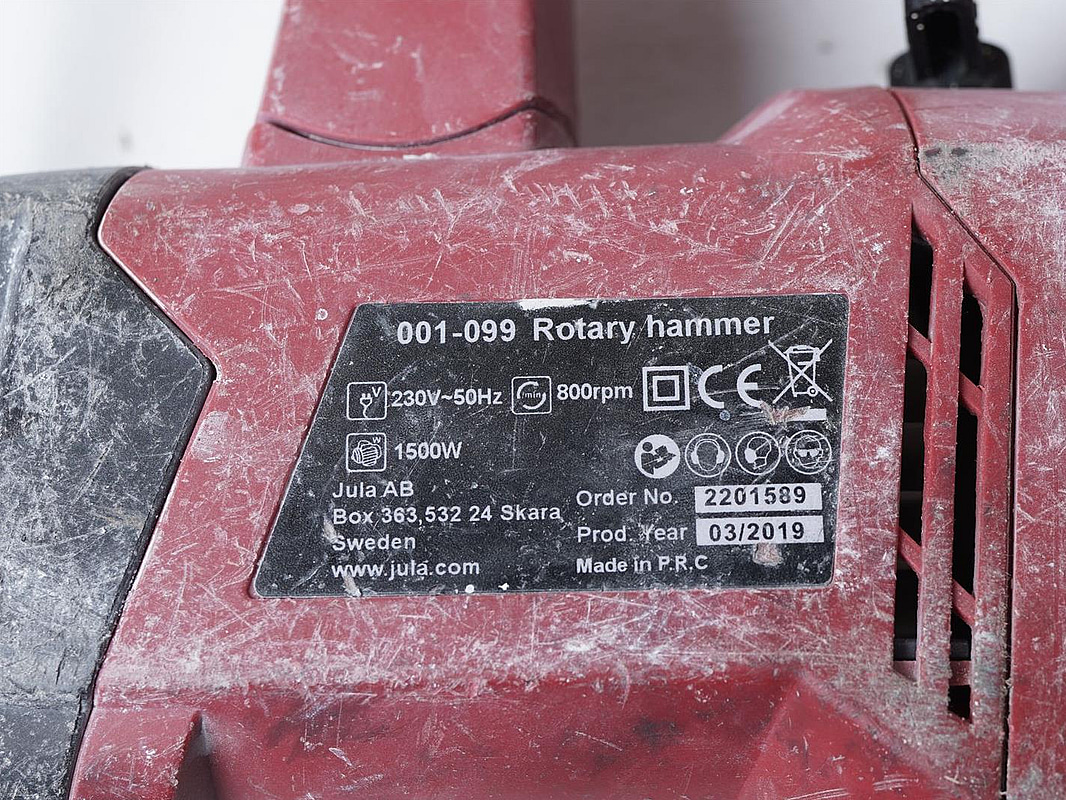 001-099 Rotary hammer
V 230V~50Hz /min 800rpm CE
W 1500W
Jula AB
Box 363,532 24 Skara
Sweden
www.jula.com
Order No. 2201589
Prod. Year 03/2019
Made in P.R.C